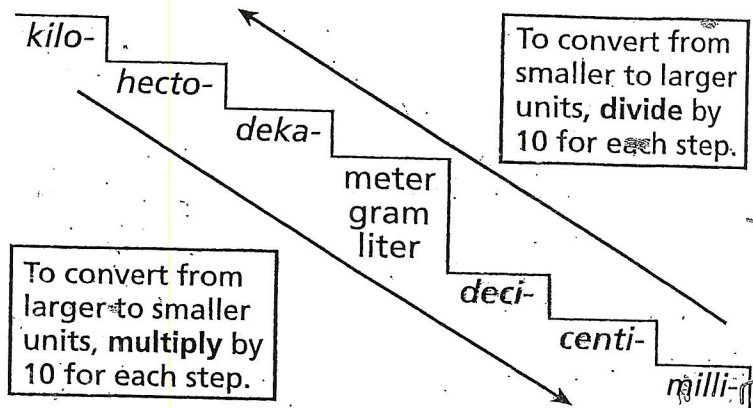 kilo-
hecto-
deka-
meter
gram
liter
deci-
centi-
milli-
To convert from
smaller to larger
units, divide by
10 for each step.
To convert from
larger to smaller
units, multiply by
10 for each step.